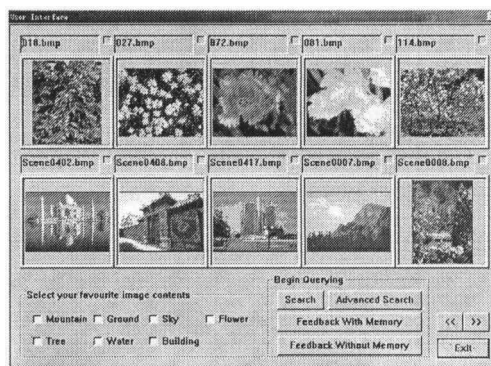 User Interface
018.bmp 027.bmp 072.bmp 081.bmp 114.bmp
Scene0402.bmp Scene0408.bmp Scene0417.bmp Scene0007.bmp Scene0008.bmp
Begin Querying
Select your favourite image contents
Search Advanced Search
Mountain Ground Sky Flower
Feedback With Memory << >>
Tree Water Building
Feedback Without Memory Exit